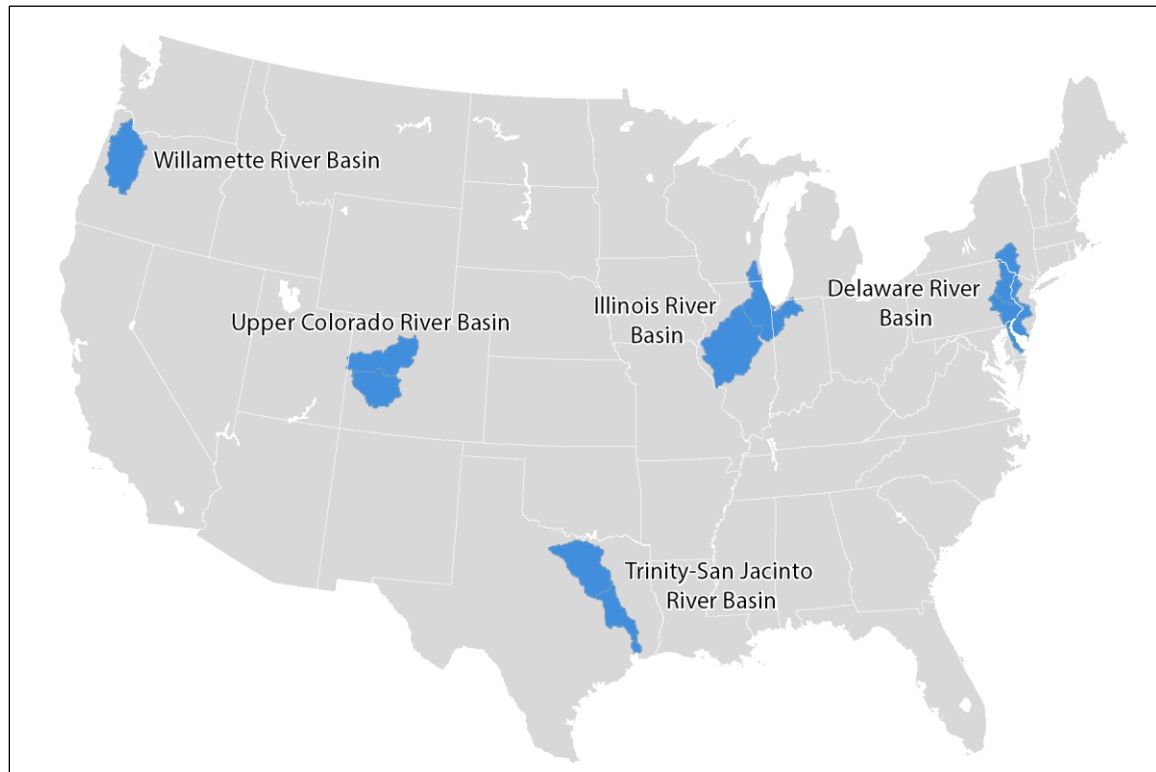 Willamette River Basin
Upper Colorado River Basin
Illinois River
Basin
Delaware River
Basin
Trinity-San Jacinto
River Basin